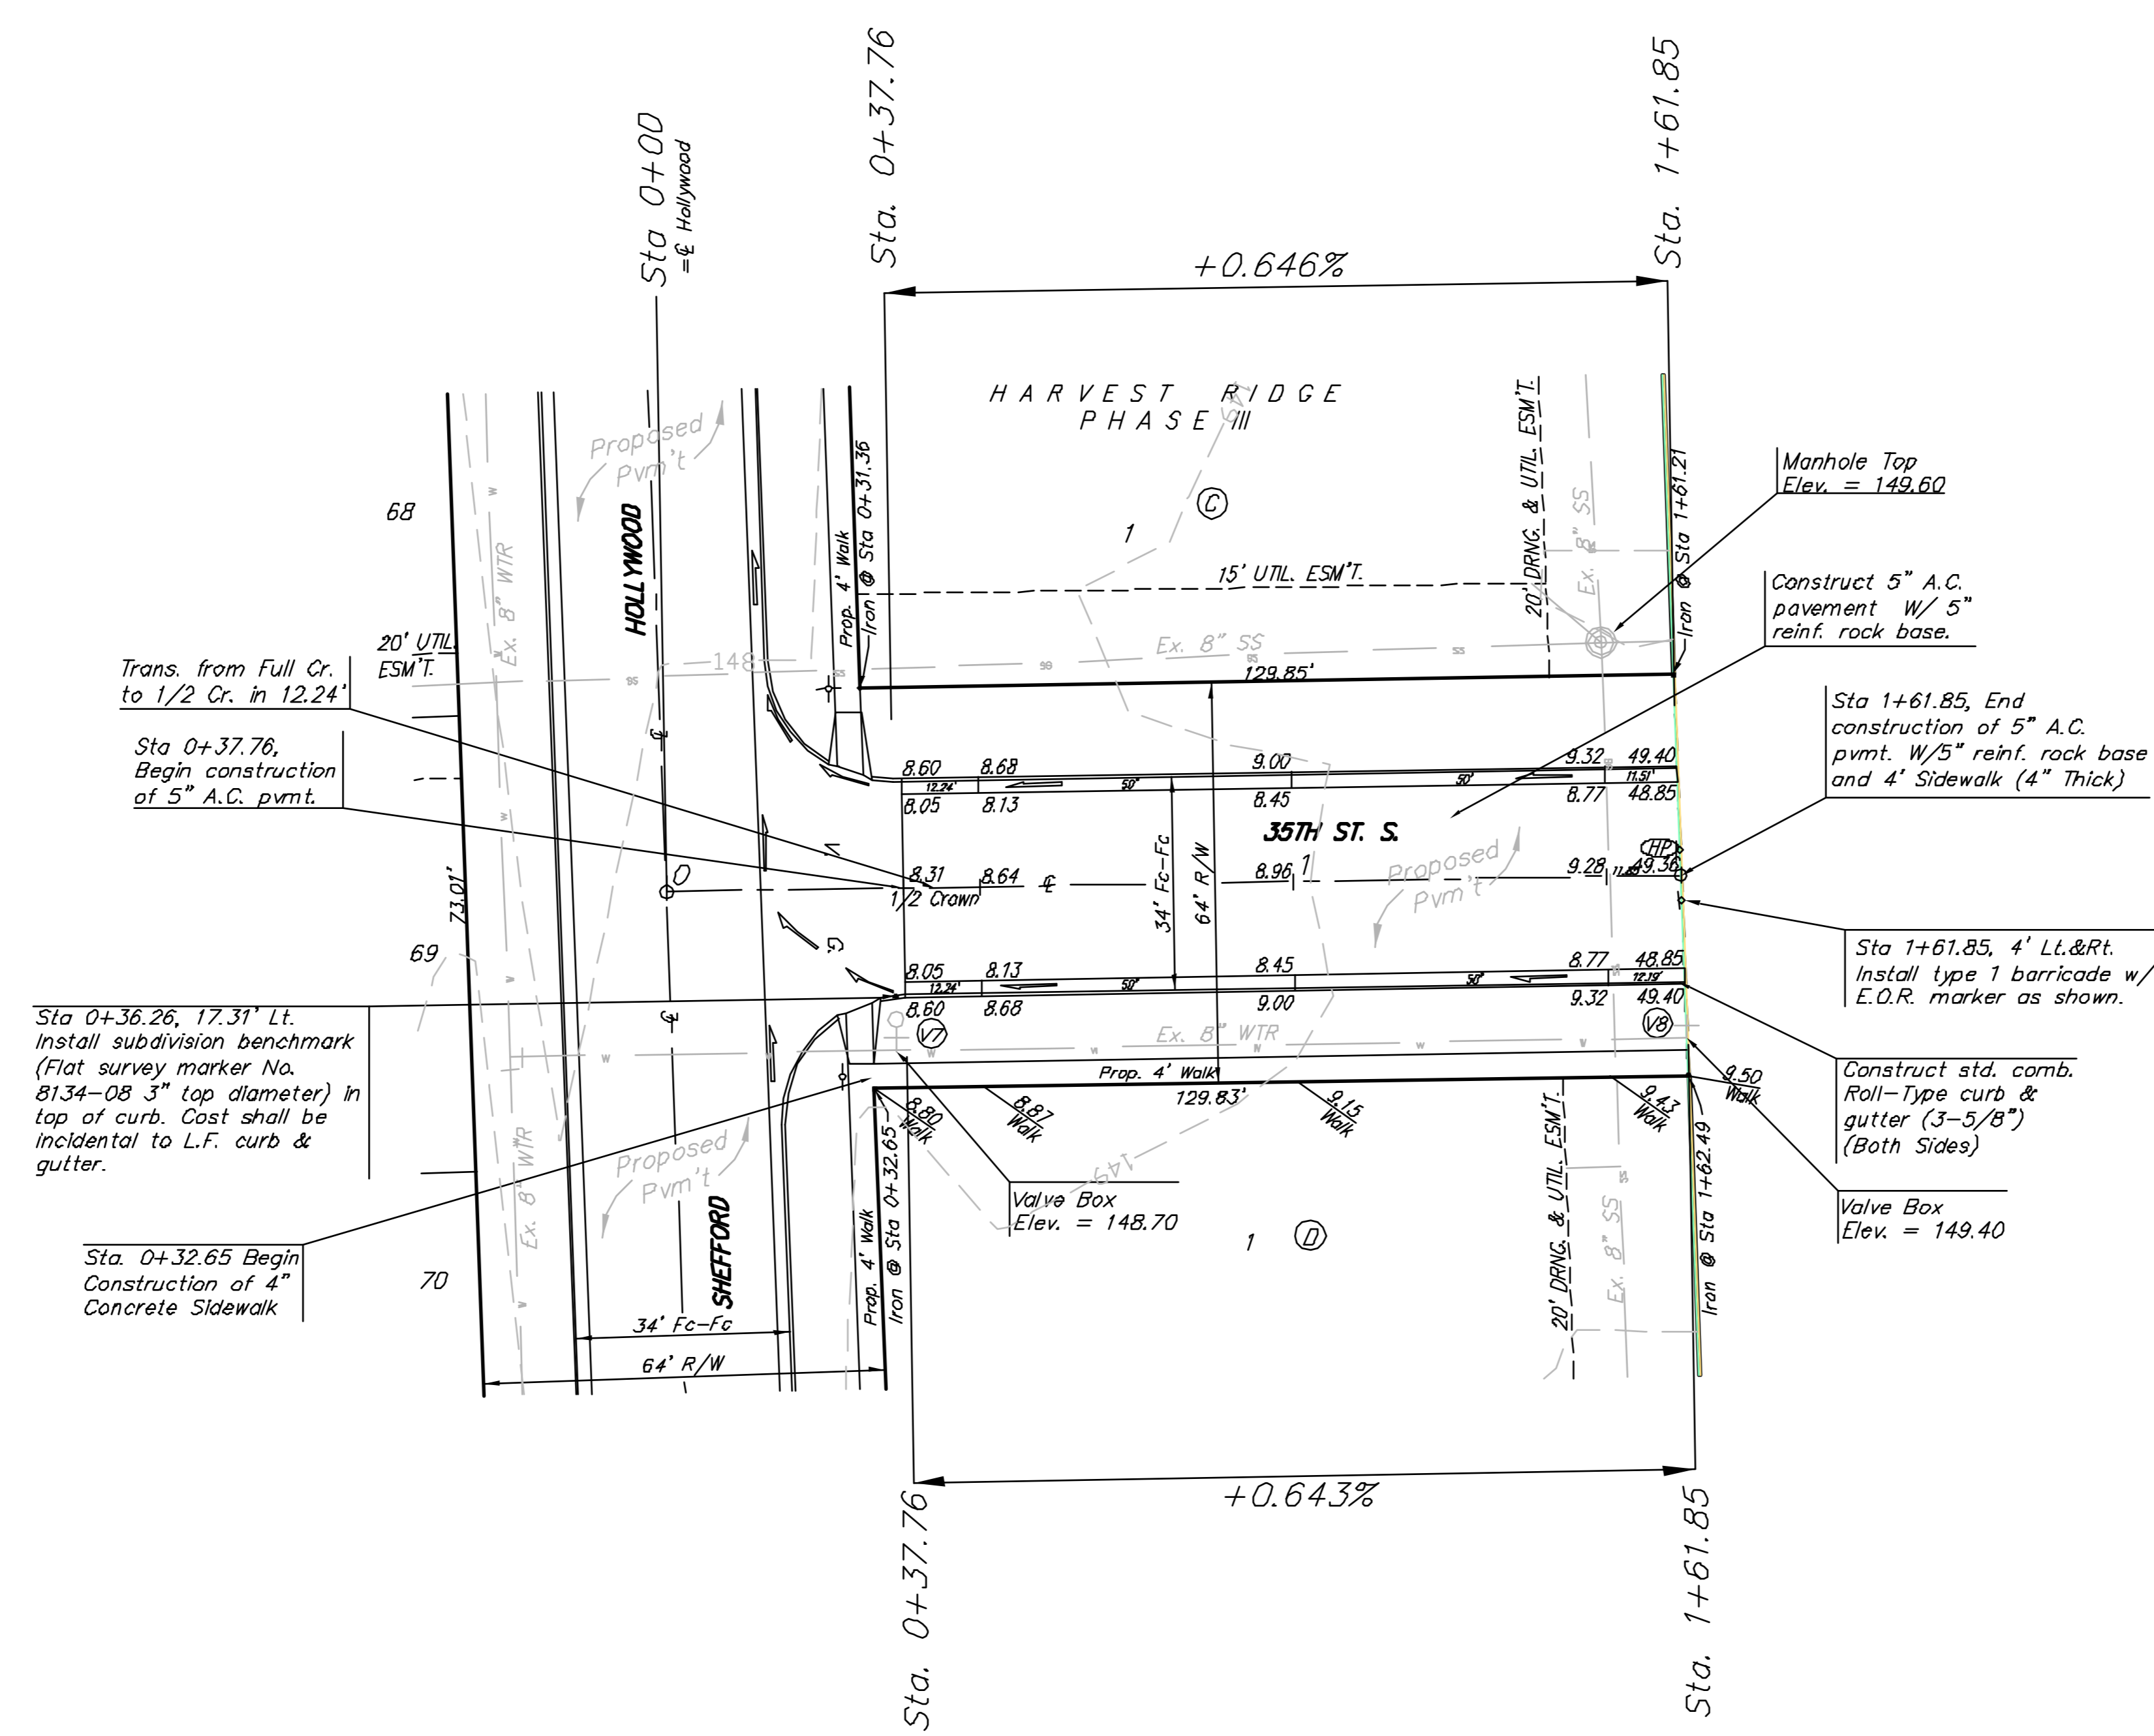 Sta. 0+37.76
Sta. 1+61.85
Sta 0+00
=℄ Hollywood
+0.646%
HARVEST RIDGE
PHASE III
149
Proposed
Pvm't
68
HOLLYWOOD
Ex. 8" WTR
20' UTIL.
ESM'T.
Prop. 4' Walk
Iron @ Sta 0+31.36
1
C
15' UTIL. ESM'T.
20' DRNG. & UTIL. ESM'T.
Ex. 8" SS
Iron @ Sta 1+61.21
Manhole Top
Elev. = 149.60
Construct 5" A.C.
pavement W/ 5"
reinf. rock base.
Trans. from Full Cr.
to 1/2 Cr. in 12.24'
148
Ex. 8" SS
129.85'
Sta 0+37.76,
Begin construction
of 5" A.C. pvmt.
Sta 1+61.85, End
construction of 5" A.C.
pvmt. W/5" reinf. rock base
and 4' Sidewalk (4" Thick)
8.60 8.68 9.00 9.32 49.40
12.24' 50' 50' 11.51'
8.05 8.13 8.45 8.77 48.85
35TH ST. S.
34' Fc-Fc
64' R/W
Proposed
Pvm't
HP
0
V.
G.
8.31 8.64 ℄ 8.96 1 9.28 49.36
1/2 Crown
73.01'
69
8.05 8.13 8.45 8.77 48.85
12.24' 50' 50' 12.19'
8.60 8.68 9.00 9.32 49.40
Sta 1+61.85, 4' Lt.&Rt.
Install type 1 barricade w/
E.O.R. marker as shown.
Sta 0+36.26, 17.31' Lt.
Install subdivision benchmark
(Flat survey marker No.
8134-08 3" top diameter) in
top of curb. Cost shall be
incidental to L.F. curb &
gutter.
V7
V8
Ex. 8" WTR
Prop. 4' Walk
129.83'
8.80
Walk
8.87
Walk
9.15
Walk
9.43
Walk
9.50
Walk
Construct std. comb.
Roll-Type curb &
gutter (3-5/8")
(Both Sides)
Ex. 8" WTR
Proposed
Pvm't
149
Valve Box
Elev. = 148.70
Valve Box
Elev. = 149.40
Sta. 0+32.65 Begin
Construction of 4"
Concrete Sidewalk
70
SHEFFORD
Prop. 4' Walk
Iron @ Sta 0+32.65
1
D
20' DRNG. & UTIL. ESM'T.
Ex. 8" SS
Iron @ Sta 1+62.49
34' Fc-Fc
64' R/W
+0.643%
Sta. 0+37.76
Sta. 1+61.85